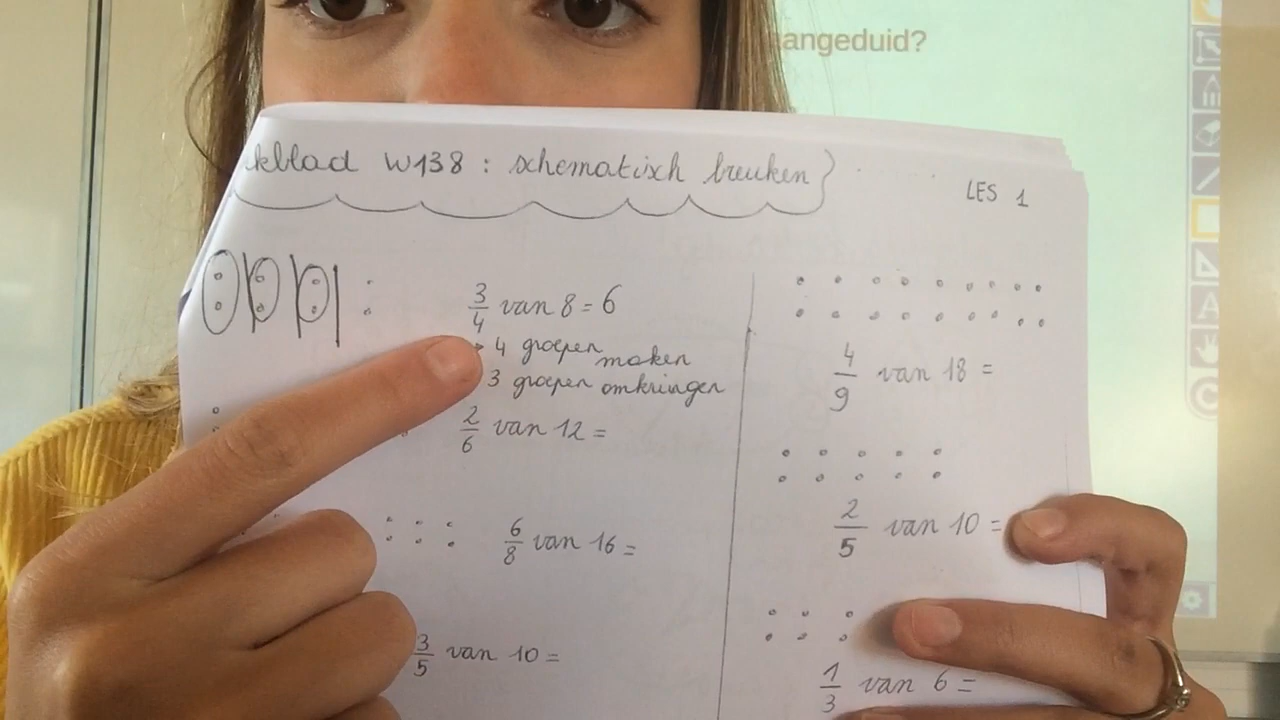 angeduid?
kblad W138 : schematisch breuken
LES 1
3/4 van 8 = 6
→ 4 groepen maken
3 groepen omkringen
2/6 van 12 =
6/8 van 16 =
3/5 van 10 =
4/9 van 18 =
2/5 van 10 =
1/3 van 6 =